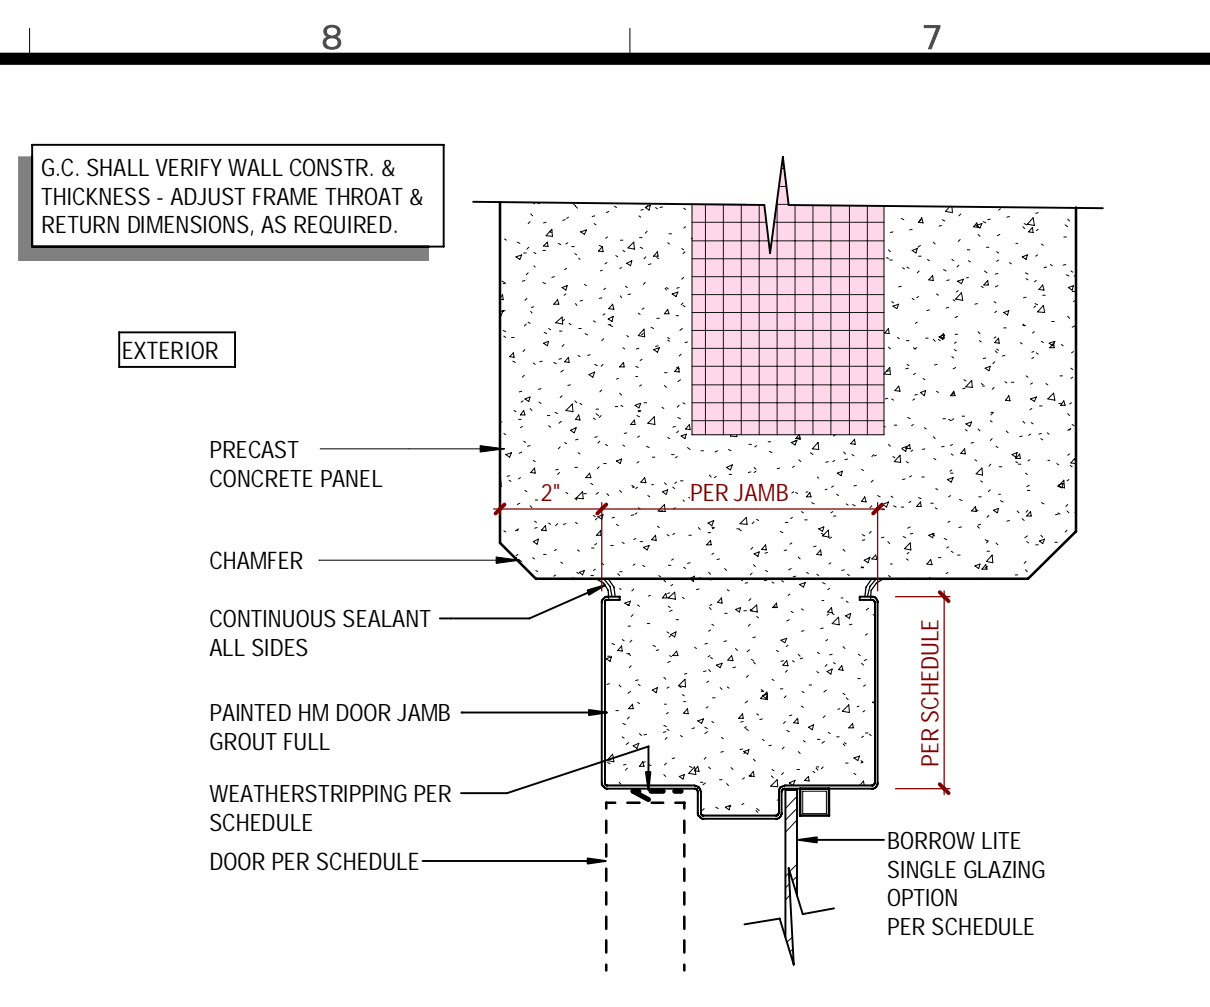 8
7
G.C. SHALL VERIFY WALL CONSTR. &
THICKNESS - ADJUST FRAME THROAT &
RETURN DIMENSIONS, AS REQUIRED.
EXTERIOR
PRECAST
CONCRETE PANEL
2"
PER JAMB
CHAMFER
CONTINUOUS SEALANT
ALL SIDES
PER SCHEDULE
PAINTED HM DOOR JAMB
GROUT FULL
WEATHERSTRIPPING PER
SCHEDULE
DOOR PER SCHEDULE
BORROW LITE
SINGLE GLAZING
OPTION
PER SCHEDULE